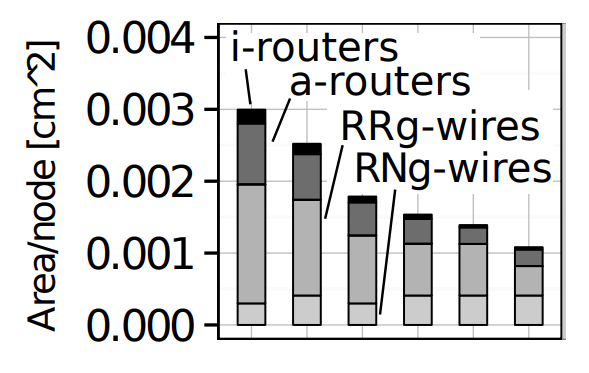 Area/node [cm^2]
0.004
0.003
0.002
0.001
0.000
i-routers
a-routers
RRg-wires
RNg-wires